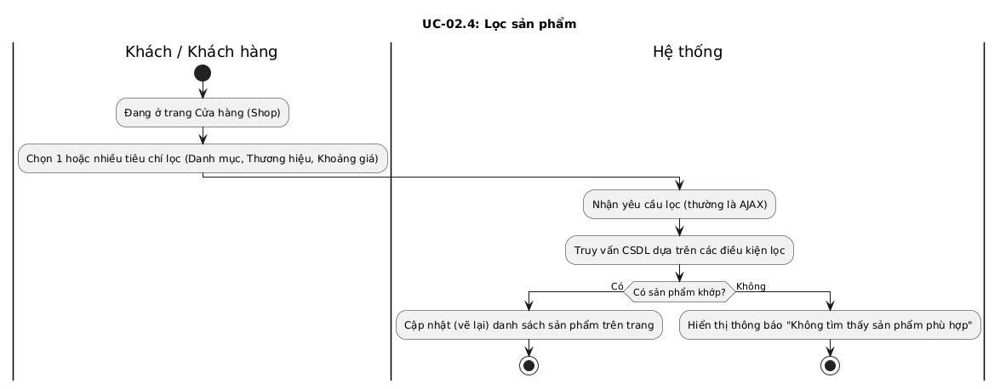 UC-02.4: Lọc sản phẩm
Khách / Khách hàng
Hệ thống
Đang ở trang Cửa hàng (Shop)
Chọn 1 hoặc nhiều tiêu chí lọc (Danh mục, Thương hiệu, Khoảng giá)
Nhận yêu cầu lọc (thường là AJAX)
Truy vấn CSDL dựa trên các điều kiện lọc
Có
Có sản phẩm khớp?
Không
Cập nhật (vẽ lại) danh sách sản phẩm trên trang
Hiển thị thông báo "Không tìm thấy sản phẩm phù hợp"